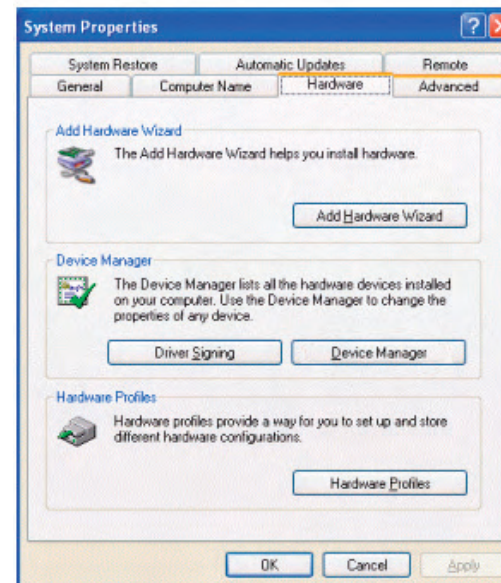 System Properties
?
System Restore Automatic Updates Remote
General Computer Name Hardware Advanced
Add Hardware Wizard
The Add Hardware Wizard helps you install hardware.
Add Hardware Wizard
Device Manager
The Device Manager lists all the hardware devices installed
on your computer. Use the Device Manager to change the
properties of any device.
Driver Signing Device Manager
Hardware Profiles
Hardware profiles provide a way for you to set up and store
different hardware configurations.
Hardware Profiles
OK Cancel Apply